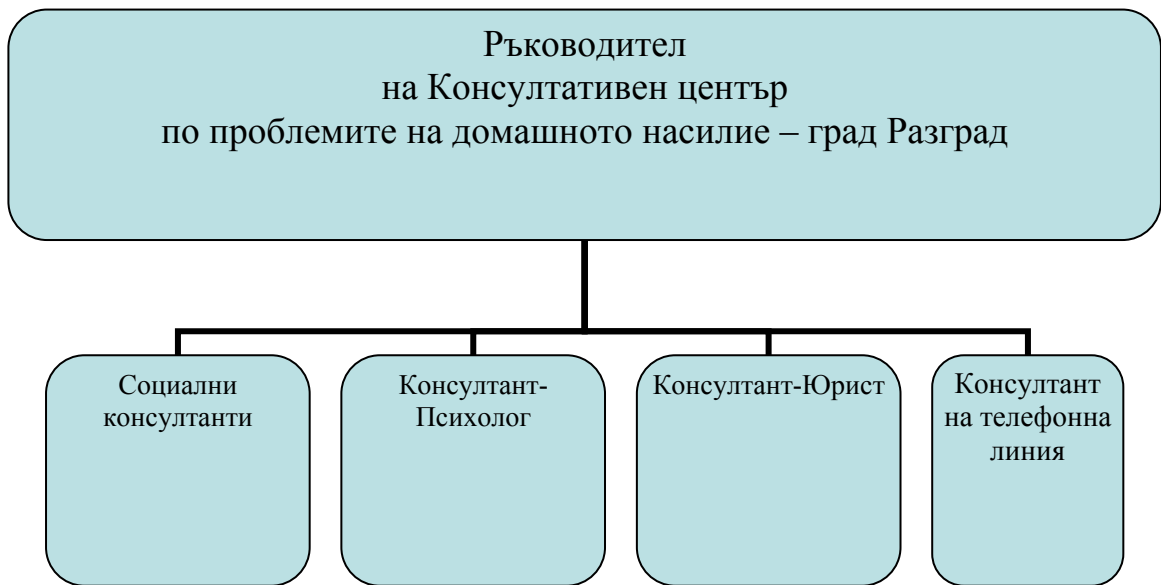 Ръководител
на Консултативен център
по проблемите на домашното насилие – град Разград
Социални
консултанти
Консултант-
Психолог
Консултант-Юрист
Консултант
на телефонна
линия